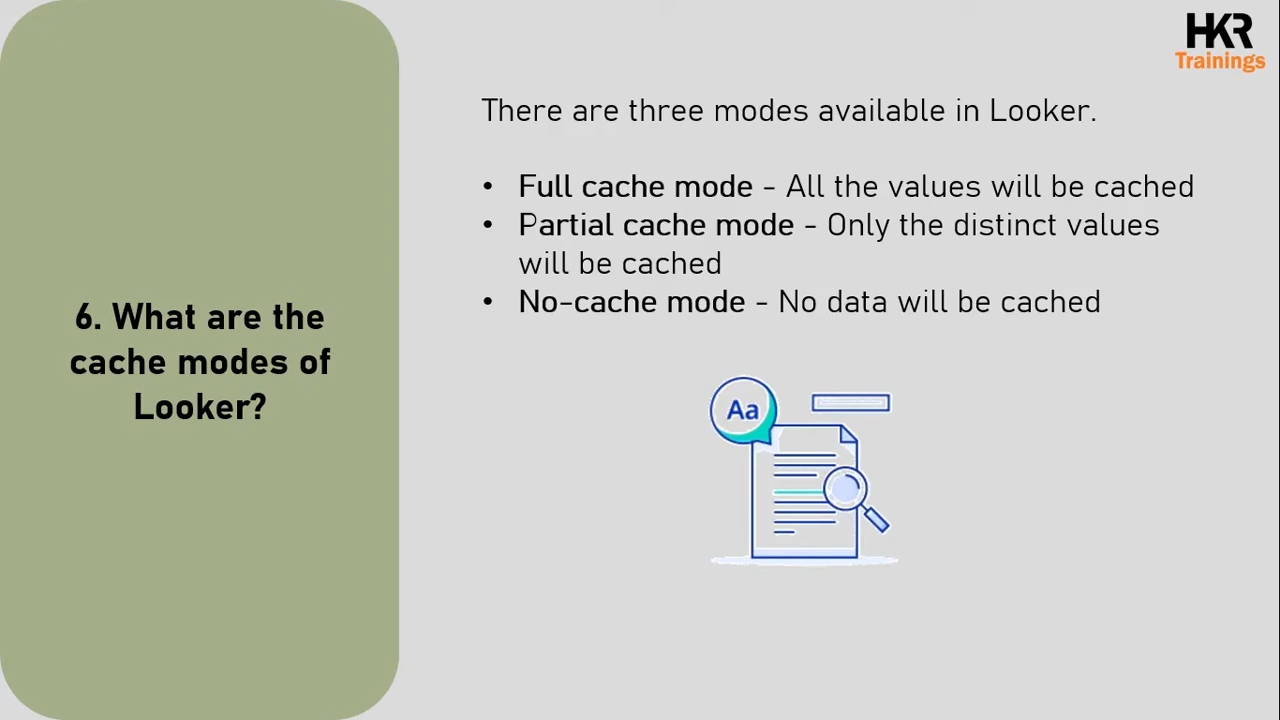 HKR
Trainings
There are three modes available in Looker.
• Full cache mode - All the values will be cached
• Partial cache mode - Only the distinct values
will be cached
• No-cache mode - No data will be cached
6. What are the
cache modes of
Looker?
Aa